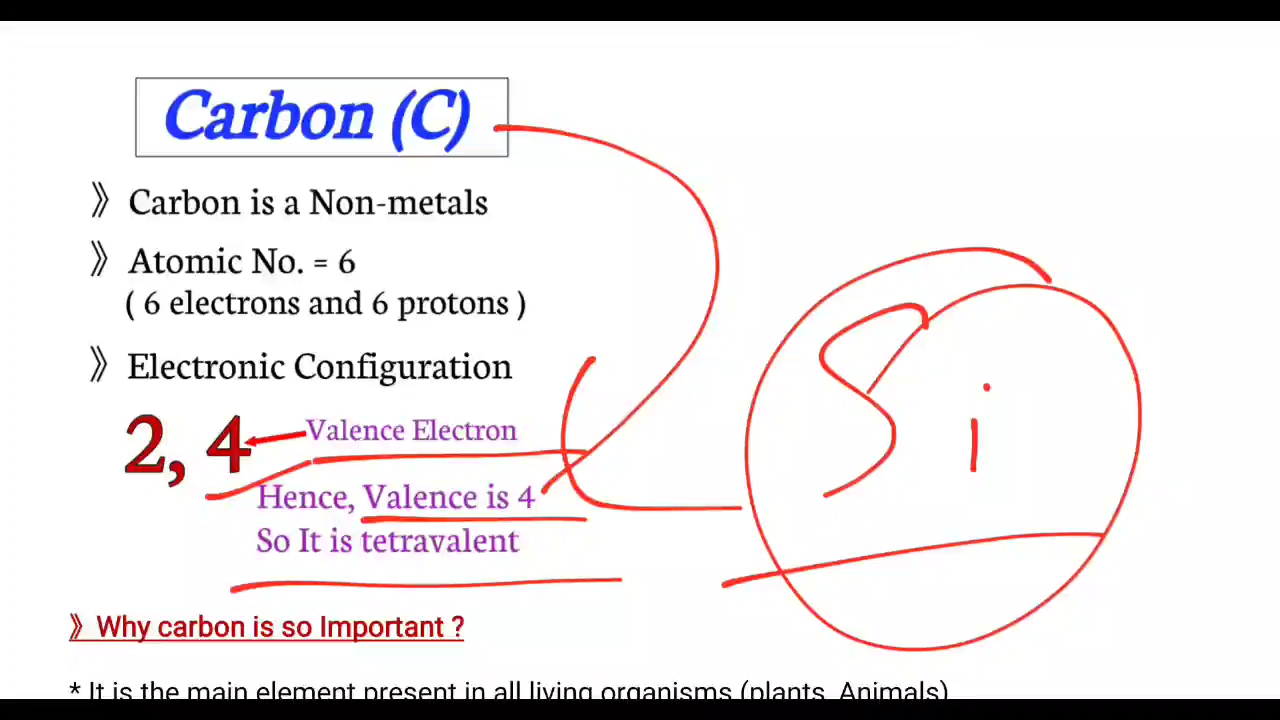 Carbon (C)
》 Carbon is a Non-metals
》 Atomic No. = 6
( 6 electrons and 6 protons )
》 Electronic Configuration
2, 4 Valence Electron
Hence, Valence is 4
So It is tetravalent
Si
》 Why carbon is so Important ?
* It is the main element present in all living organisms (plants, Animals)